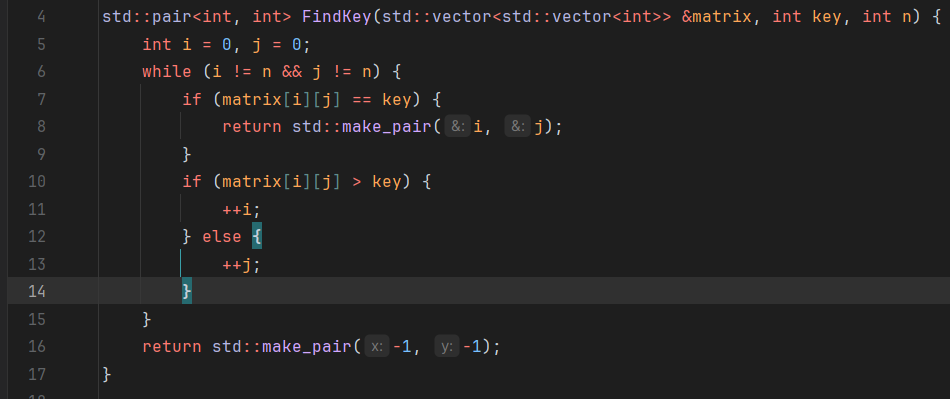 4 std::pair<int, int> FindKey(std::vector<std::vector<int>> &matrix, int key, int n) {
5     int i = 0, j = 0;
6     while (i != n && j != n) {
7         if (matrix[i][j] == key) {
8             return std::make_pair(&: i, &: j);
9         }
10         if (matrix[i][j] > key) {
11             ++i;
12         } else {
13             ++j;
14         }
15     }
16     return std::make_pair(x: -1, y: -1);
17 }